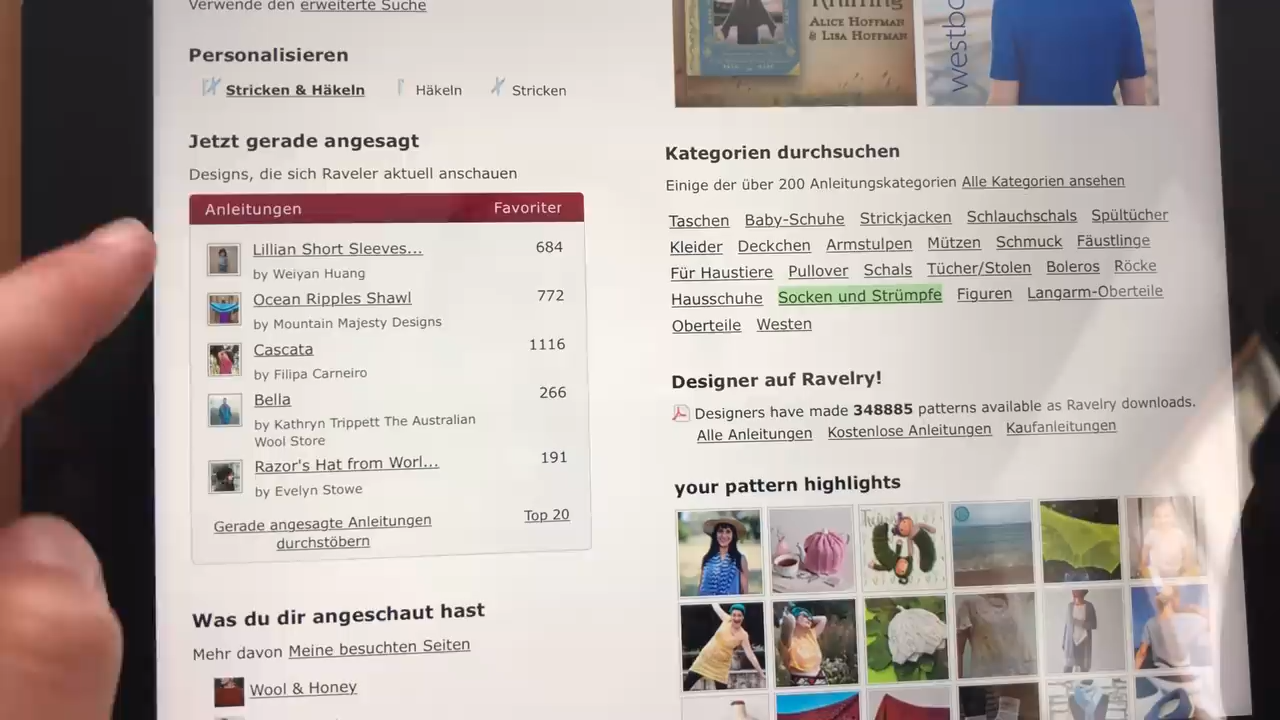 Verwende den erweiterte Suche
Personalisieren
Stricken & Häkeln Häkeln Stricken
Jetzt gerade angesagt
Designs, die sich Raveler aktuell anschauen
Anleitungen Favoriter
Lillian Short Sleeves... 684
by Weiyan Huang
Ocean Ripples Shawl 772
by Mountain Majesty Designs
Cascata 1116
by Filipa Carneiro
Bella 266
by Kathryn Trippett The Australian
Wool Store
Razor's Hat from Worl... 191
by Evelyn Stowe
Gerade angesagte Anleitungen
durchstöbern
Top 20
Was du dir angeschaut hast
Mehr davon Meine besuchten Seiten
Wool & Honey
Knitting
ALICE HOFFMAN
& LISA HOFFMAN
westbo
Kategorien durchsuchen
Einige der über 200 Anleitungskategorien Alle Kategorien ansehen
Taschen Baby-Schuhe Strickjacken Schlauchschals Spültücher
Kleider Deckchen Armstulpen Mützen Schmuck Fäustlinge
Für Haustiere Pullover Schals Tücher/Stolen Boleros Röcke
Hausschuhe Socken und Strümpfe Figuren Langarm-Oberteile
Oberteile Westen
Designer auf Ravelry!
Designers have made 348885 patterns available as Ravelry downloads.
Alle Anleitungen Kostenlose Anleitungen Kaufanleitungen
your pattern highlights